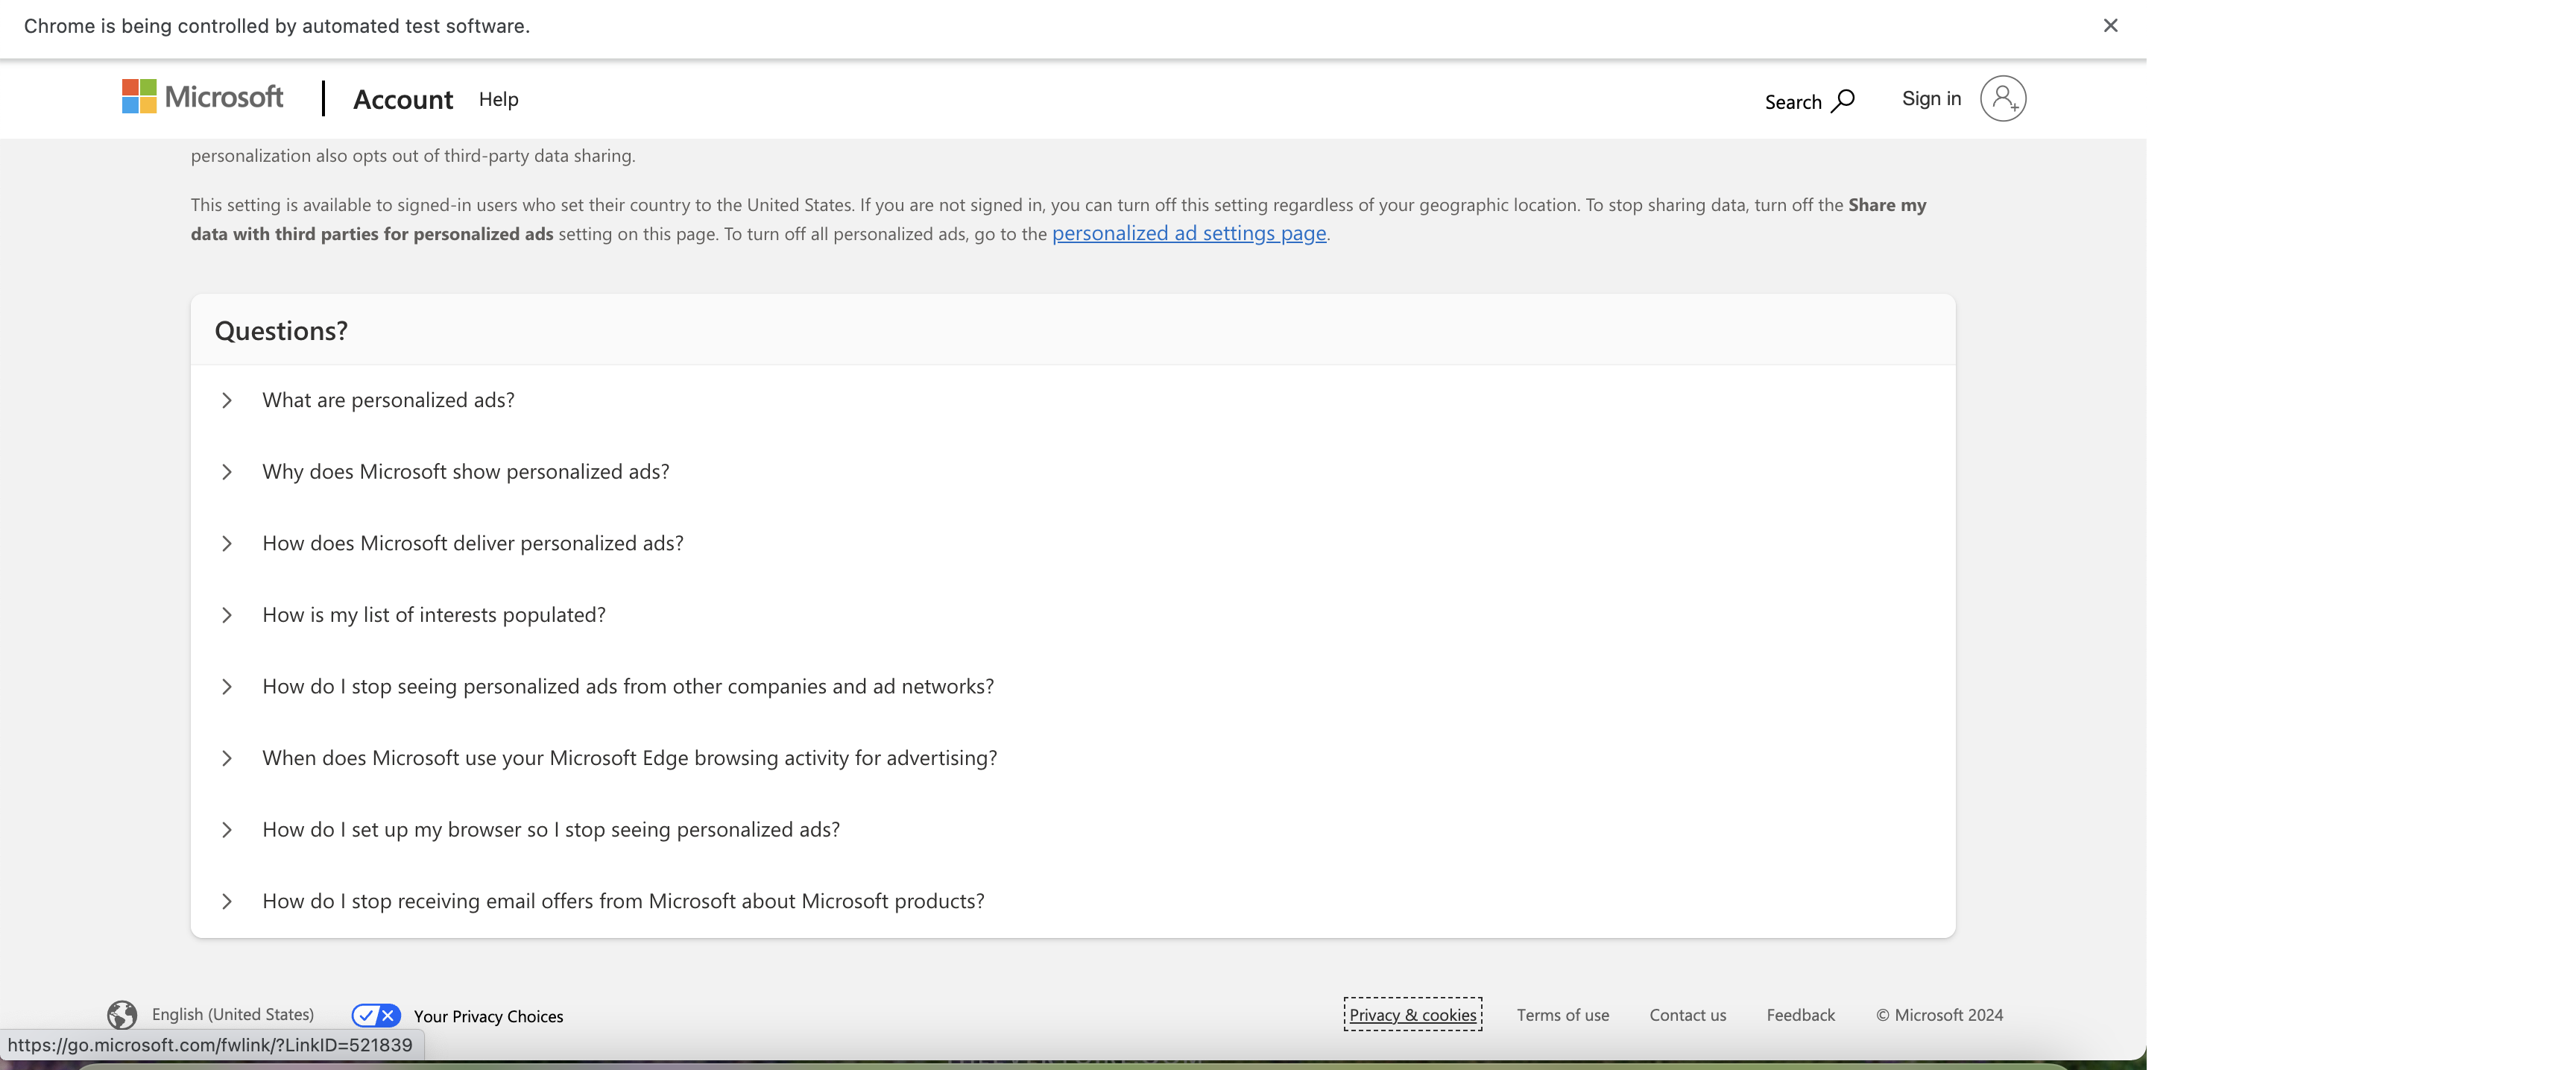 Chrome is being controlled by automated test software.
Microsoft Account Help Search Sign in
personalization also opts out of third-party data sharing.
This setting is available to signed-in users who set their country to the United States. If you are not signed in, you can turn off this setting regardless of your geographic location. To stop sharing data, turn off the Share my
data with third parties for personalized ads setting on this page. To turn off all personalized ads, go to the personalized ad settings page.
Questions?
What are personalized ads?
Why does Microsoft show personalized ads?
How does Microsoft deliver personalized ads?
How is my list of interests populated?
How do I stop seeing personalized ads from other companies and ad networks?
When does Microsoft use your Microsoft Edge browsing activity for advertising?
How do I set up my browser so I stop seeing personalized ads?
How do I stop receiving email offers from Microsoft about Microsoft products?
English (United States) Your Privacy Choices Privacy & cookies Terms of use Contact us Feedback © Microsoft 2024
https://go.microsoft.com/fwlink/?LinkID=521839